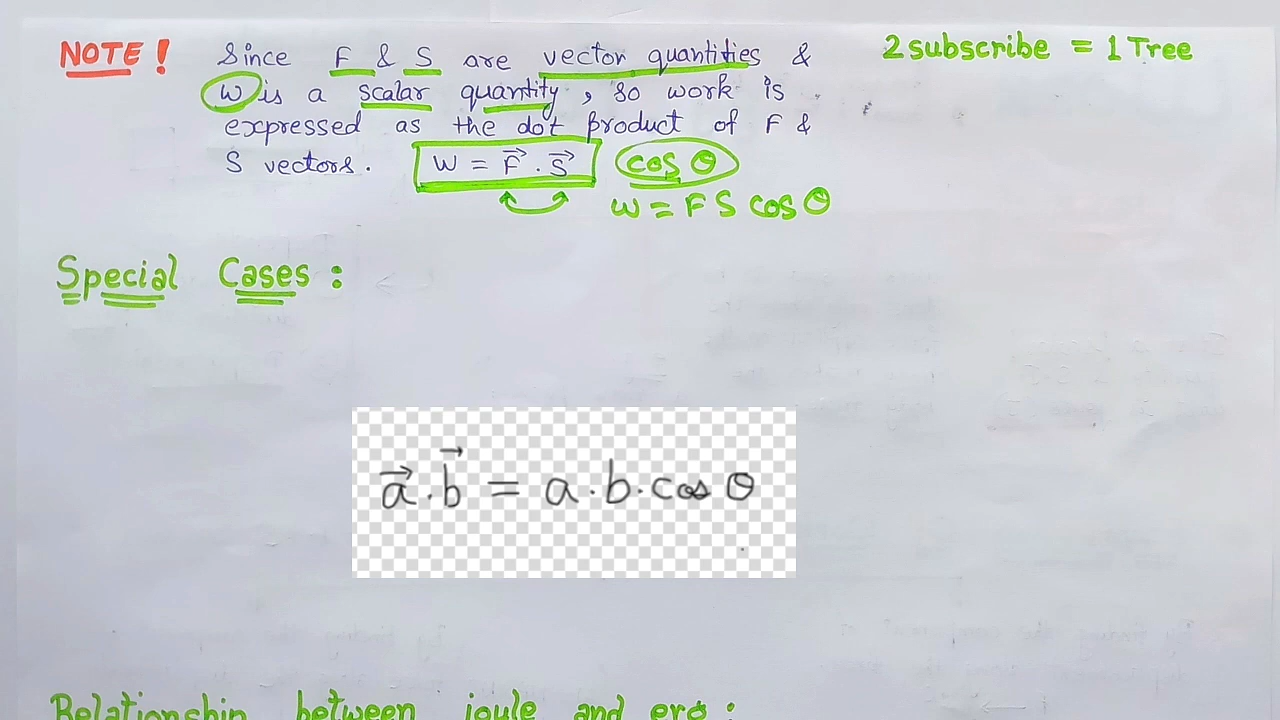 NOTE! Since F & S are vector quantities &
2 subscribe = 1 Tree
W is a scalar quantity, so work is
expressed as the dot product of F &
S vectors. W = F⃗ . S⃗ cos θ
W = F S cos θ
Special Cases :
a⃗ . b⃗ = a . b . cos θ
Relationship between joule and erg :